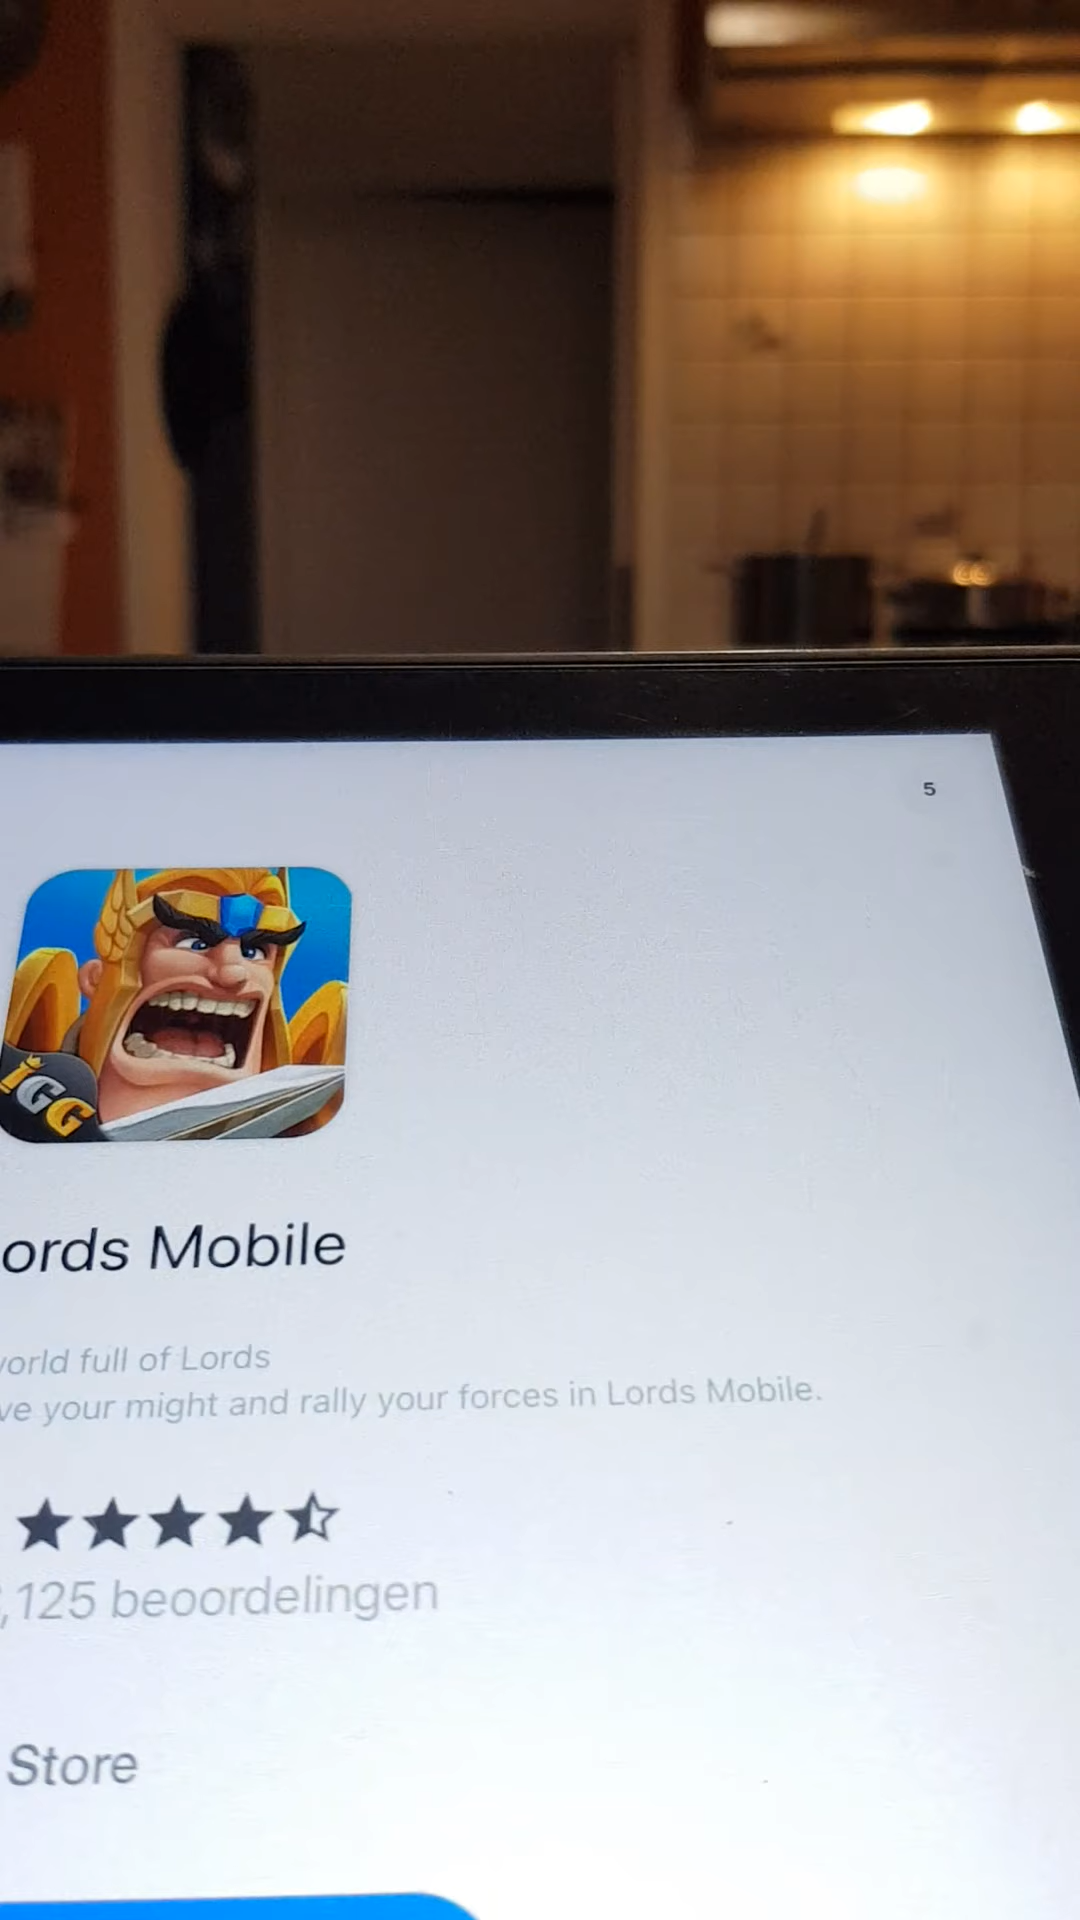 5
IGG
ords Mobile
world full of Lords
ve your might and rally your forces in Lords Mobile.
,125 beoordelingen
Store